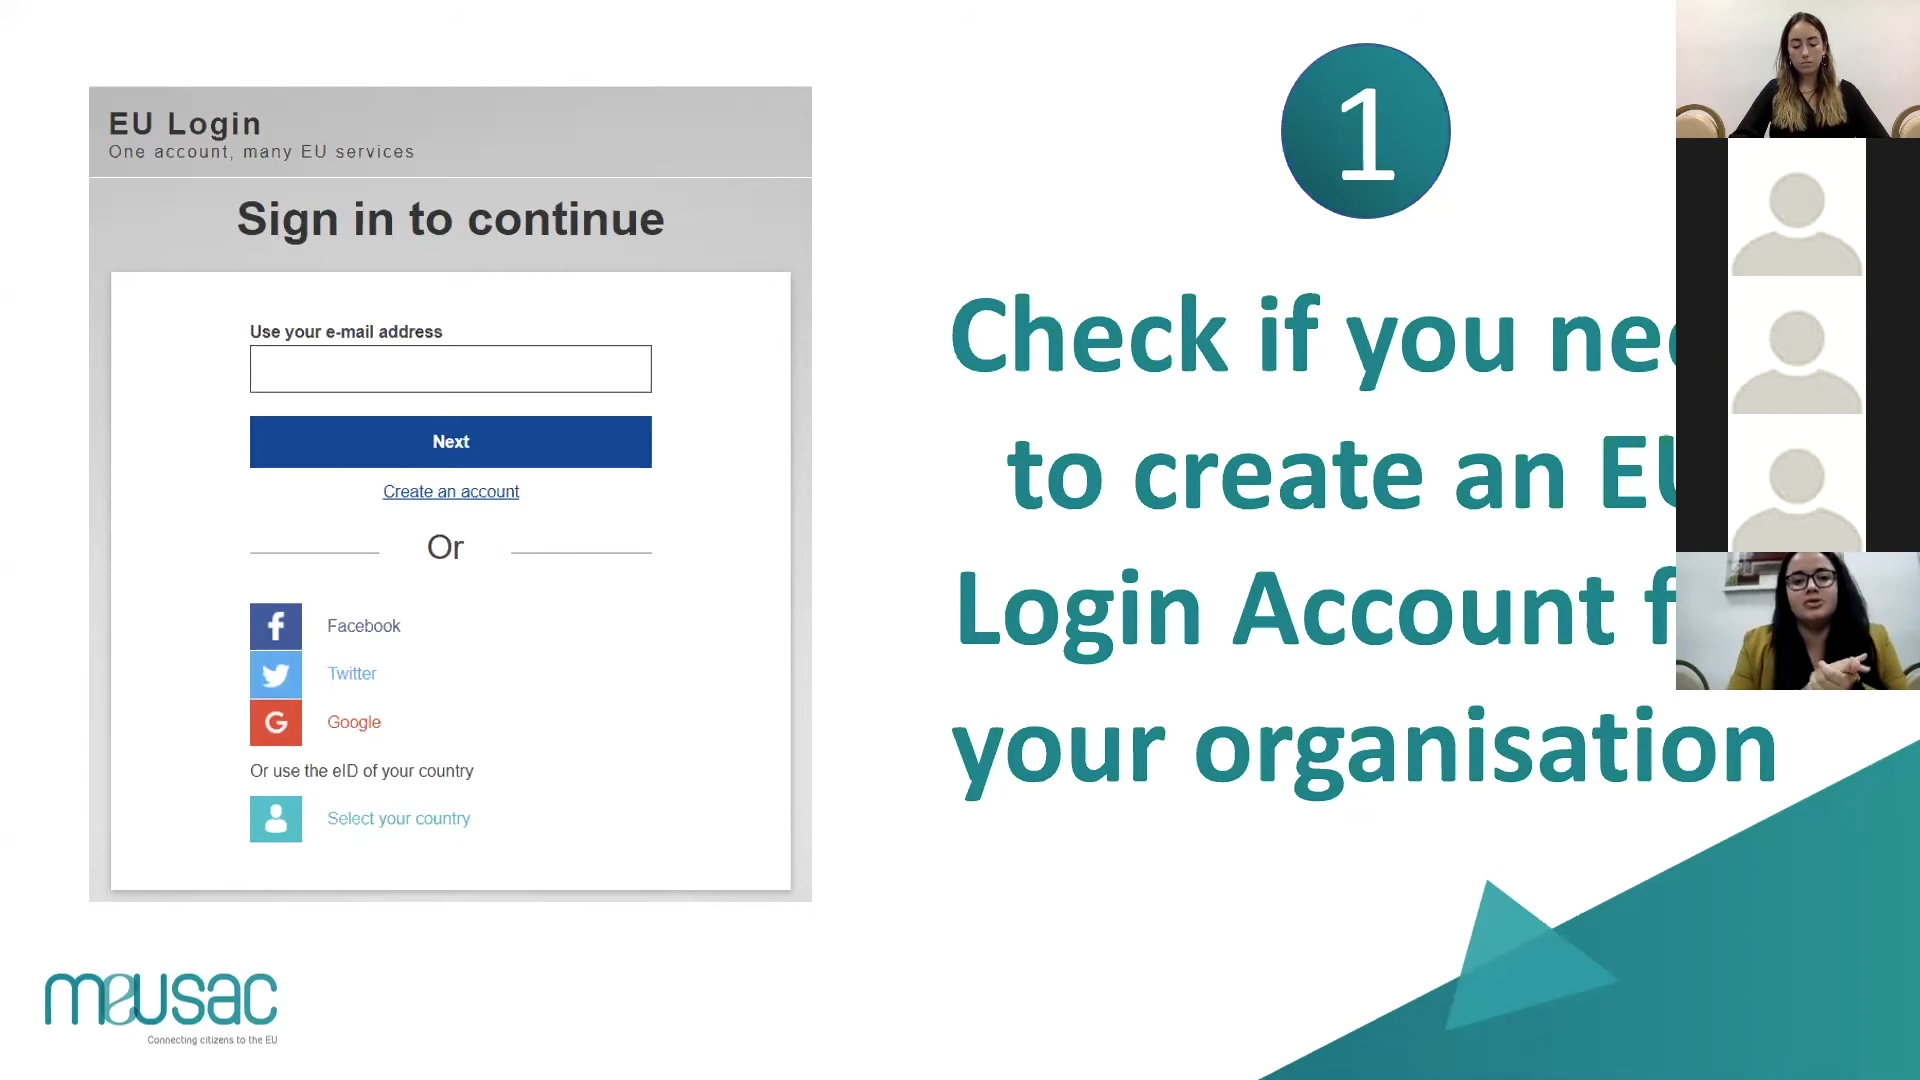 EU Login
One account, many EU services
Sign in to continue
Use your e-mail address
Next
Create an account
Or
Facebook
Twitter
Google
Or use the eID of your country
Select your country
1
Check if you
to create an
Login Account
your organisation
meusac
Connecting citizens to the EU